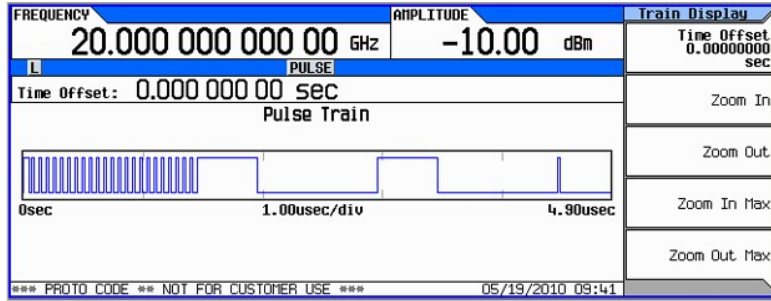 FREQUENCY
20.000 000 000 00 GHz
AMPLITUDE
-10.00 dBm
L
PULSE
Time Offset: 0.000 000 00 sec
Pulse Train
0sec
1.00usec/div
4.90usec
*** PROTO CODE ** NOT FOR CUSTOMER USE ***
05/19/2010 09:41
Train Display
Time Offset
0.00000000
sec
Zoom In
Zoom Out
Zoom In Max
Zoom Out Max